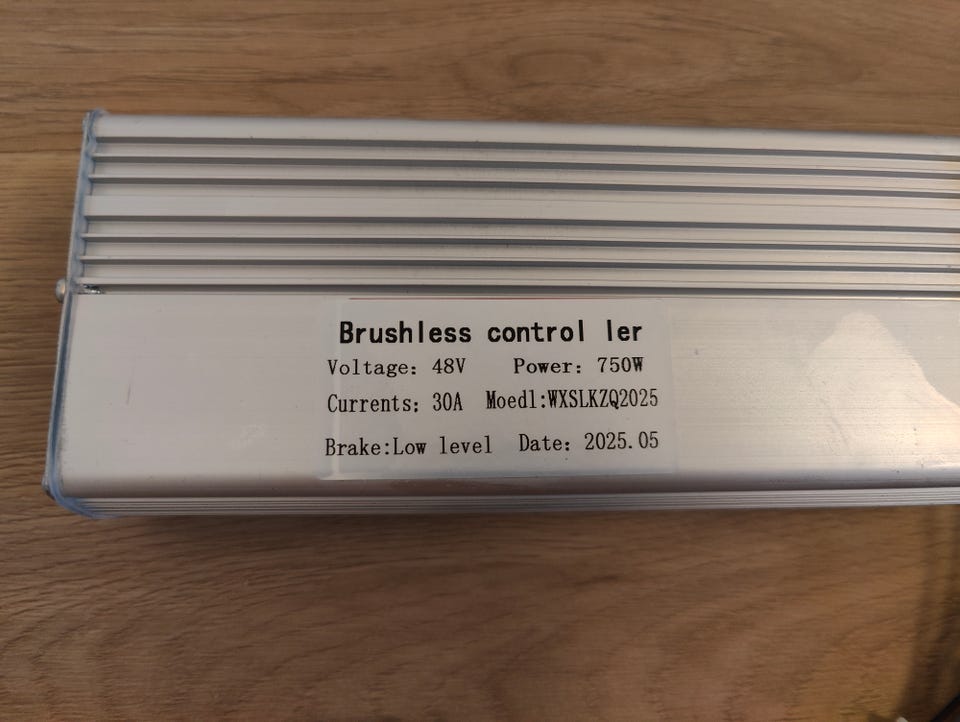 Brushless control ler
Voltage: 48V Power: 750W
Currents: 30A Moedl:WXSLKZQ2025
Brake:Low level Date: 2025.05